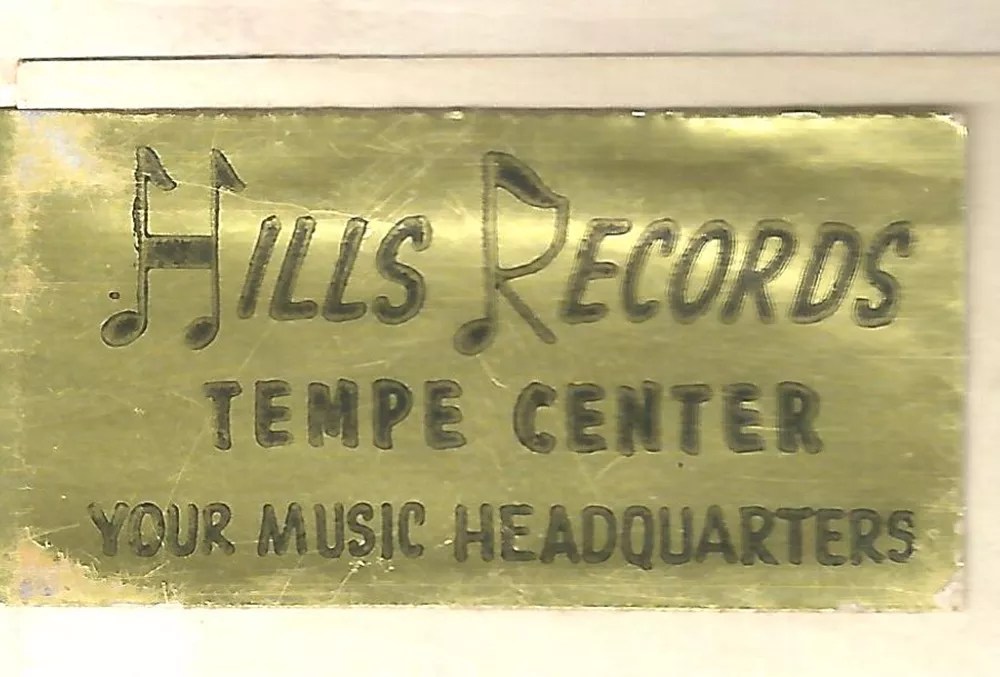 HILLS RECORDS
TEMPE CENTER
YOUR MUSIC HEADQUARTERS